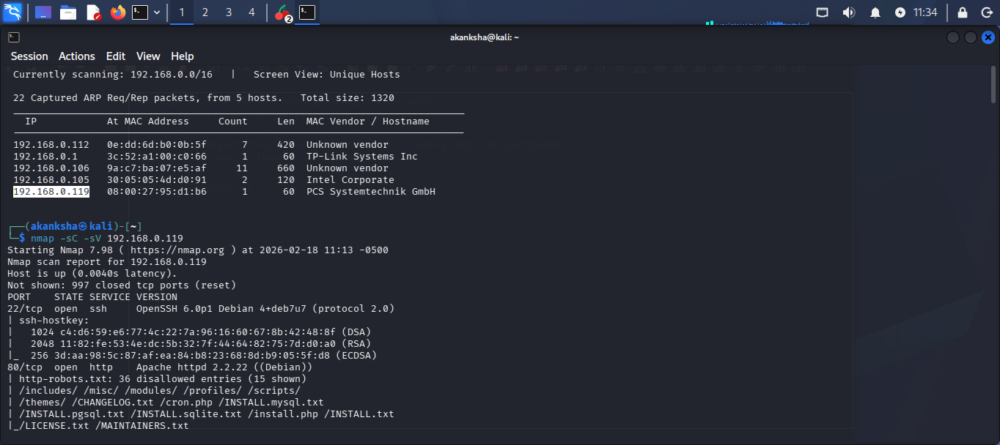 1 2 3 4 2 11:34
akanksha@kali: ~
Session Actions Edit View Help
Currently scanning: 192.168.0.0/16 | Screen View: Unique Hosts
22 Captured ARP Req/Rep packets, from 5 hosts. Total size: 1320
IP At MAC Address Count Len MAC Vendor / Hostname
192.168.0.112 0e:dd:6d:b0:0b:5f 7 420 Unknown vendor
192.168.0.1 3c:52:a1:00:c0:66 1 60 TP-Link Systems Inc
192.168.0.106 9a:c7:ba:07:e5:af 11 660 Unknown vendor
192.168.0.105 30:05:05:4d:d0:91 2 120 Intel Corporate
192.168.0.119 08:00:27:95:d1:b6 1 60 PCS Systemtechnik GmbH
┌──(akanksha㉿kali)-[~]
└─$ nmap -sC -sV 192.168.0.119
Starting Nmap 7.98 ( https://nmap.org ) at 2026-02-18 11:13 -0500
Nmap scan report for 192.168.0.119
Host is up (0.0040s latency).
Not shown: 997 closed tcp ports (reset)
PORT STATE SERVICE VERSION
22/tcp open ssh OpenSSH 6.0p1 Debian 4+deb7u7 (protocol 2.0)
| ssh-hostkey:
| 1024 c4:d6:59:e6:77:4c:22:7a:96:16:60:67:8b:42:48:8f (DSA)
| 2048 11:82:fe:53:4e:dc:5b:32:7f:44:64:82:75:7d:d0:a0 (RSA)
|_ 256 3d:aa:98:5c:87:af:ea:84:b8:23:68:8d:b9:05:5f:d8 (ECDSA)
80/tcp open http Apache httpd 2.2.22 ((Debian))
| http-robots.txt: 36 disallowed entries (15 shown)
| /includes/ /misc/ /modules/ /profiles/ /scripts/
| /themes/ /CHANGELOG.txt /cron.php /INSTALL.mysql.txt
| /INSTALL.pgsql.txt /INSTALL.sqlite.txt /install.php /INSTALL.txt
|_/LICENSE.txt /MAINTAINERS.txt